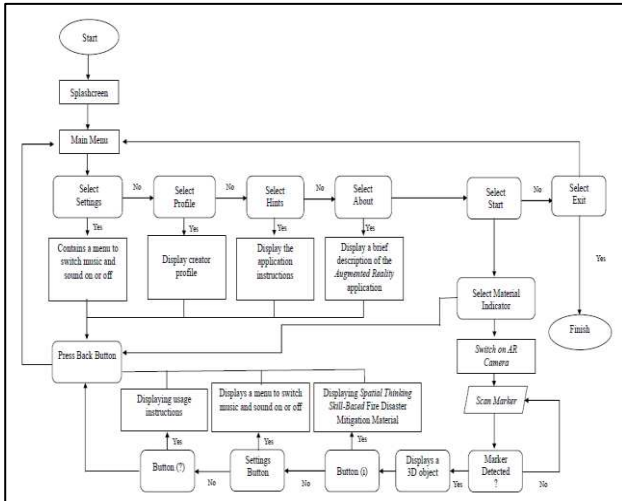 Start
Splashcreen
Main Menu
Select
Settings
No
Select
Profile
No
Select
Hints
No
Select
About
Select
Start
No
Select
Exit
Yes
Yes
Yes
Yes
Yes
Contains a menu to
switch music and
sound on or off
Display creator
profile
Display the
application
instructions
Display a brief
description of the
Augmented Reality
application
Select Material
Indicator
Finish
Press Back Button
Switch on AR
Camera
Displaying usage
instructions
Displays a menu to switch
music and sound on or off
Displaying Spatial Thinking
Skill-Based Fire Disaster
Mitigation Material
Scan Marker
Yes
Yes
Yes
Button (?)
No
Settings
Button
No
Button (i)
Displays a
3D object
Yes
Marker
Detected
?
No